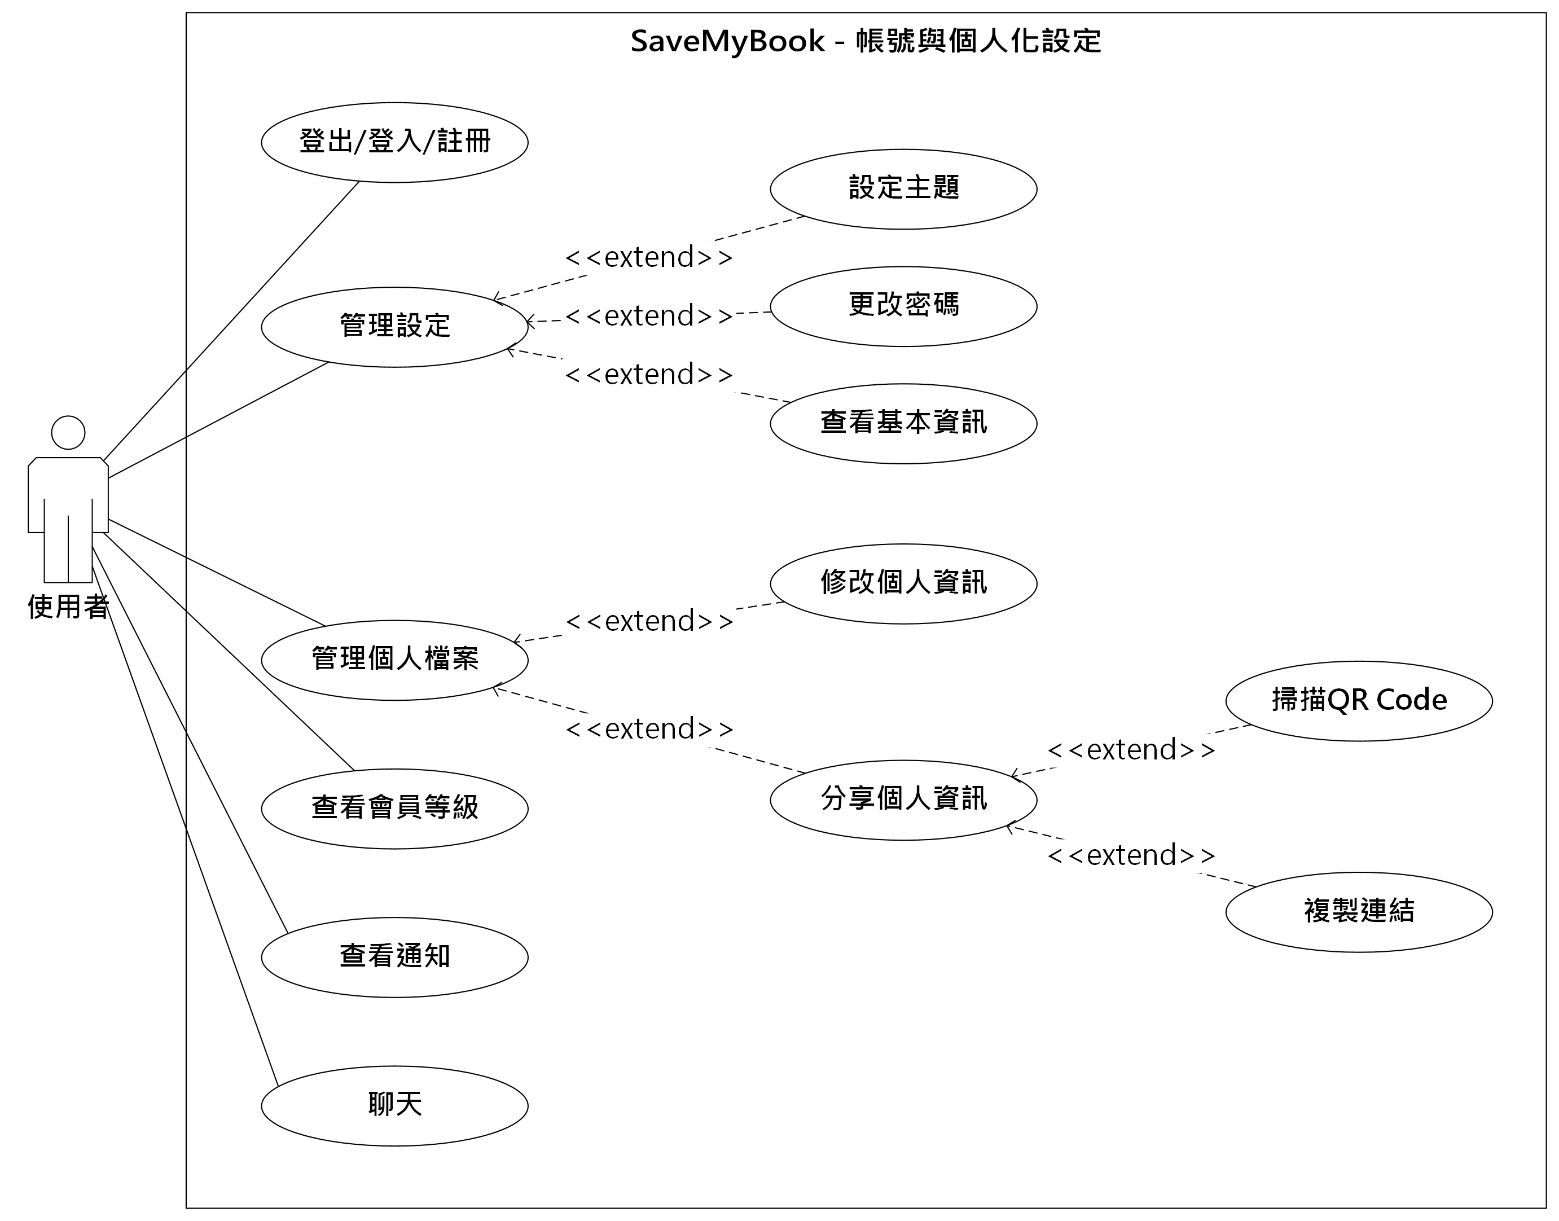 SaveMyBook - 帳號與個人化設定
登出/登入/註冊
設定主題
<<extend>>
更改密碼
<<extend>>
管理設定
<<extend>>
查看基本資訊
修改個人資訊
使用者
<<extend>>
管理個人檔案
掃描QR Code
<<extend>>
<<extend>>
分享個人資訊
查看會員等級
<<extend>>
複製連結
查看通知
聊天